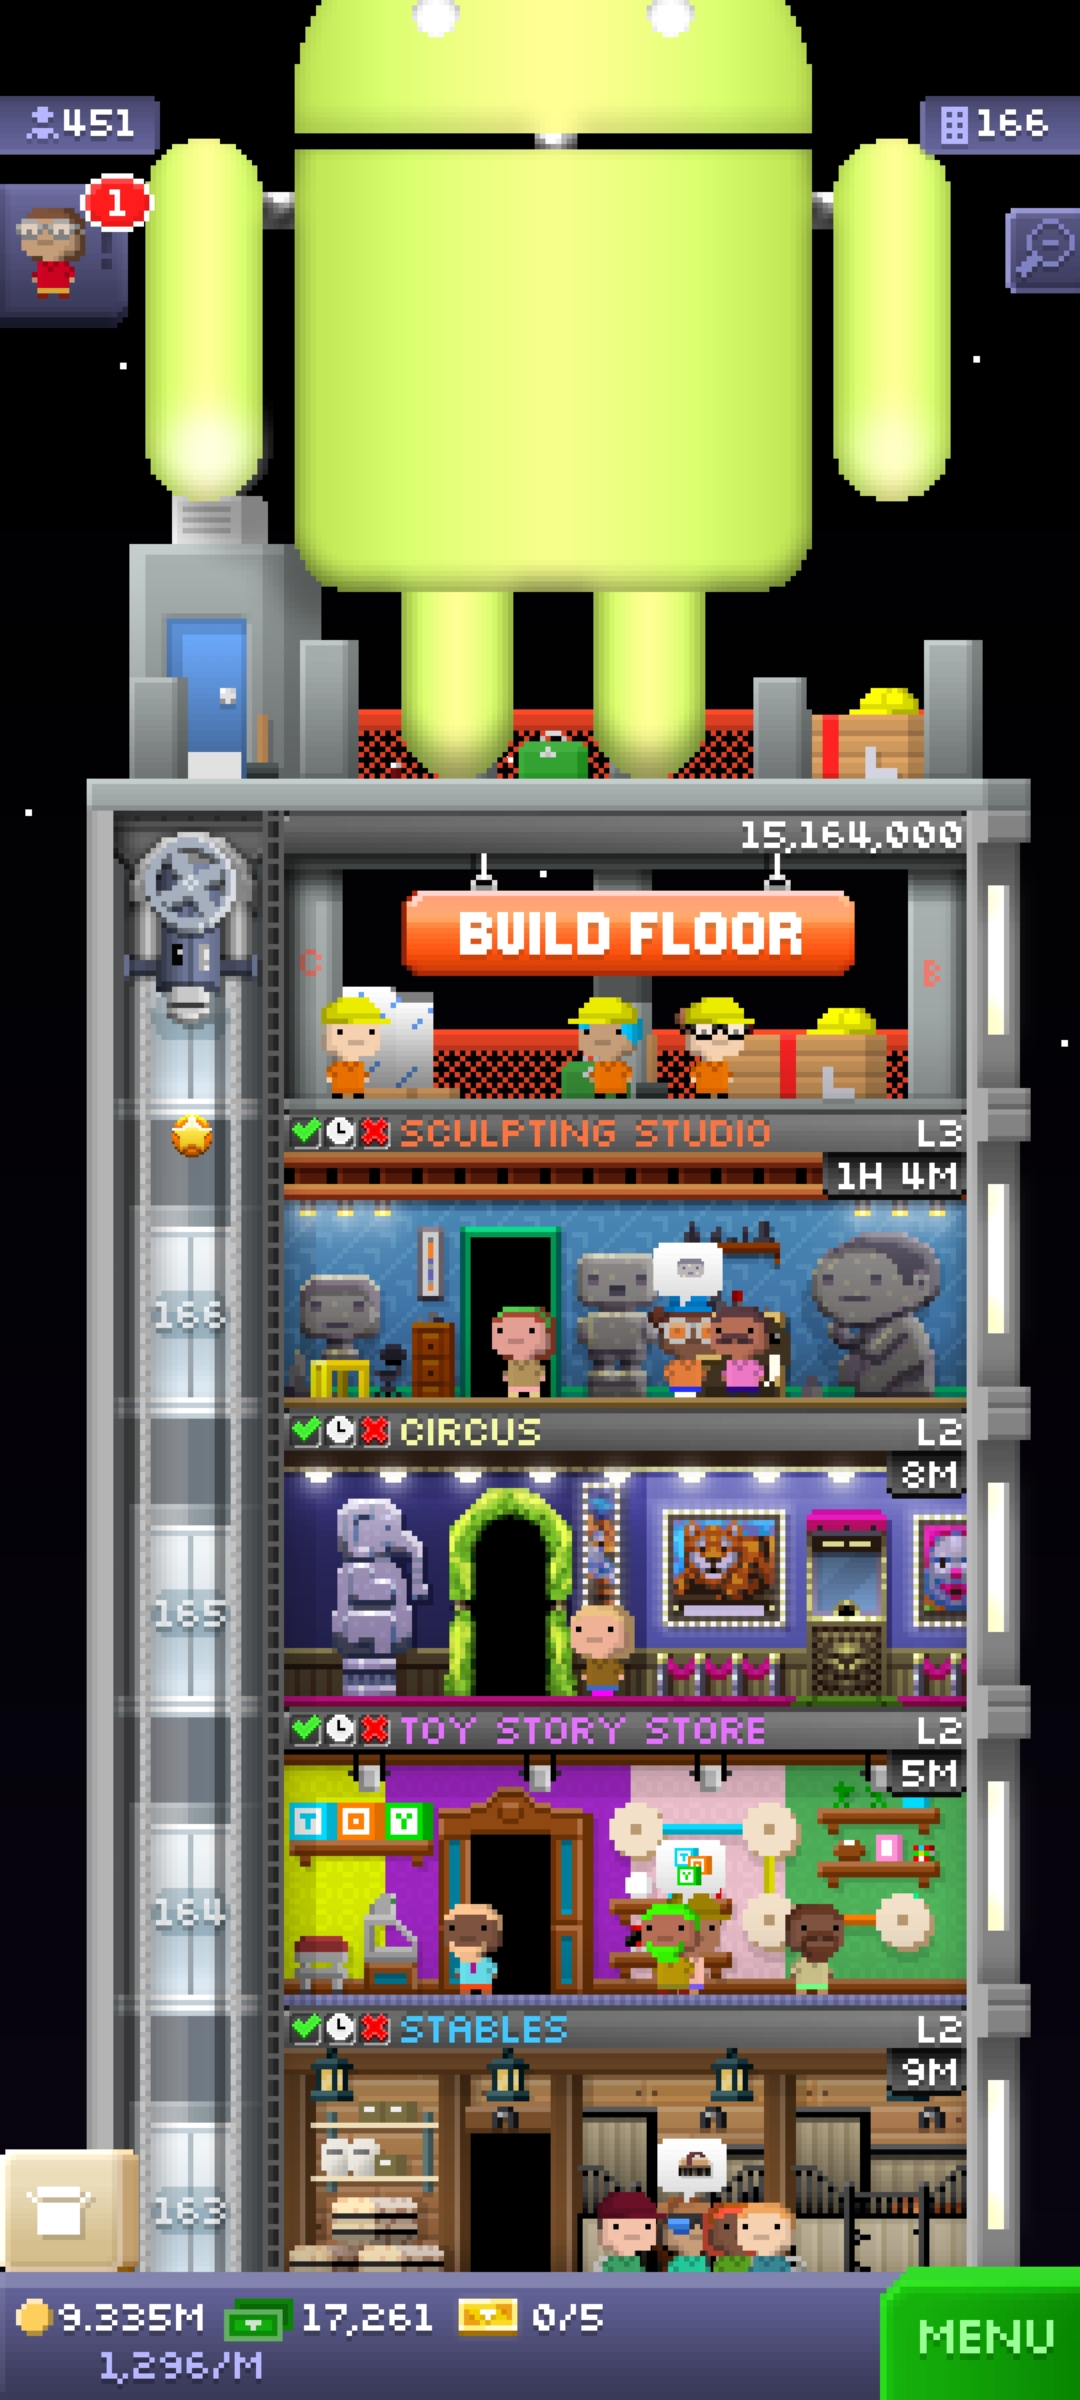 451
166
1
15,164,000
BUILD FLOOR
C
B
SCULPTING STUDIO L3
1H 4M
166
CIRCUS L2
8M
165
TOY STORY STORE L2
5M
T O Y
T O Y
164
STABLES L2
9M
163
9.335M 17,261 0/5
1,296/M
MENU